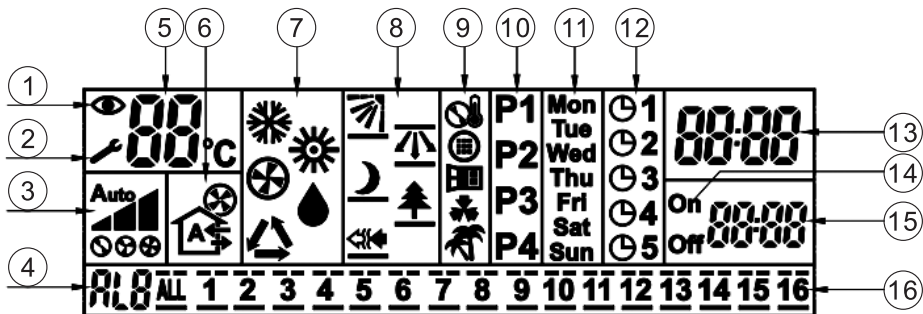 5 6 7 8 9 10 11 12
1
2
3
4
13
14
15
16
88 °C
Auto
A
P1
P2
P3
P4
Mon
Tue
Wed
Thu
Fri
Sat
Sun
1
2
3
4
5
88:88
On
Off
88:88
AL8 ALL 1 2 3 4 5 6 7 8 9 10 11 12 13 14 15 16